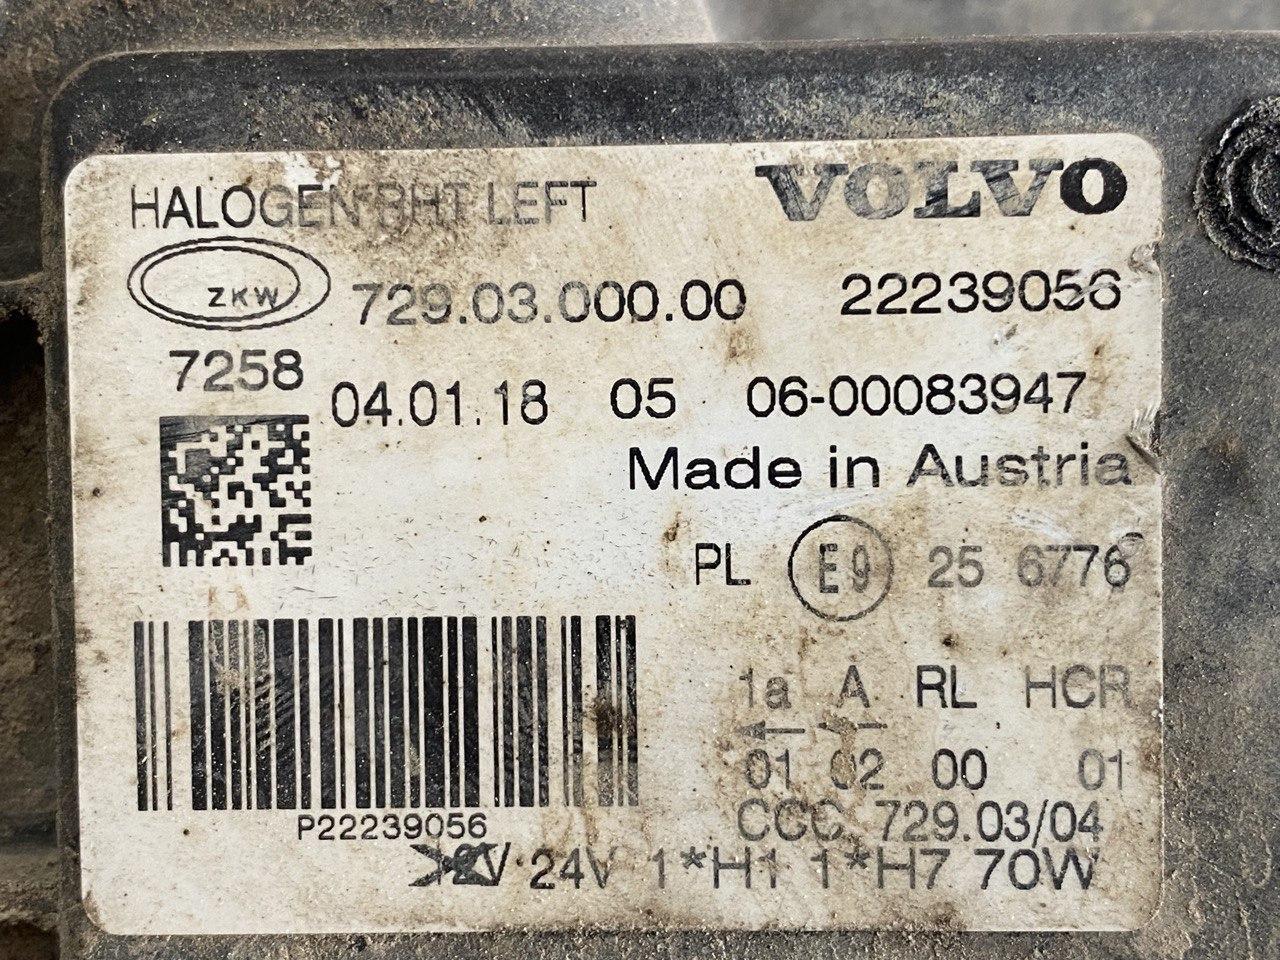 HALOGEN RHT LEFT VOLVO
ZKW 729.03.000.00 22239056
7258
04.01.18 05 06-00083947
Made in Austria
PL E9 25 6776
1a A RL HCR
01 02 00 01
CCC 729.03/04
P22239056
12V 24V 1*H1 1*H7 70W